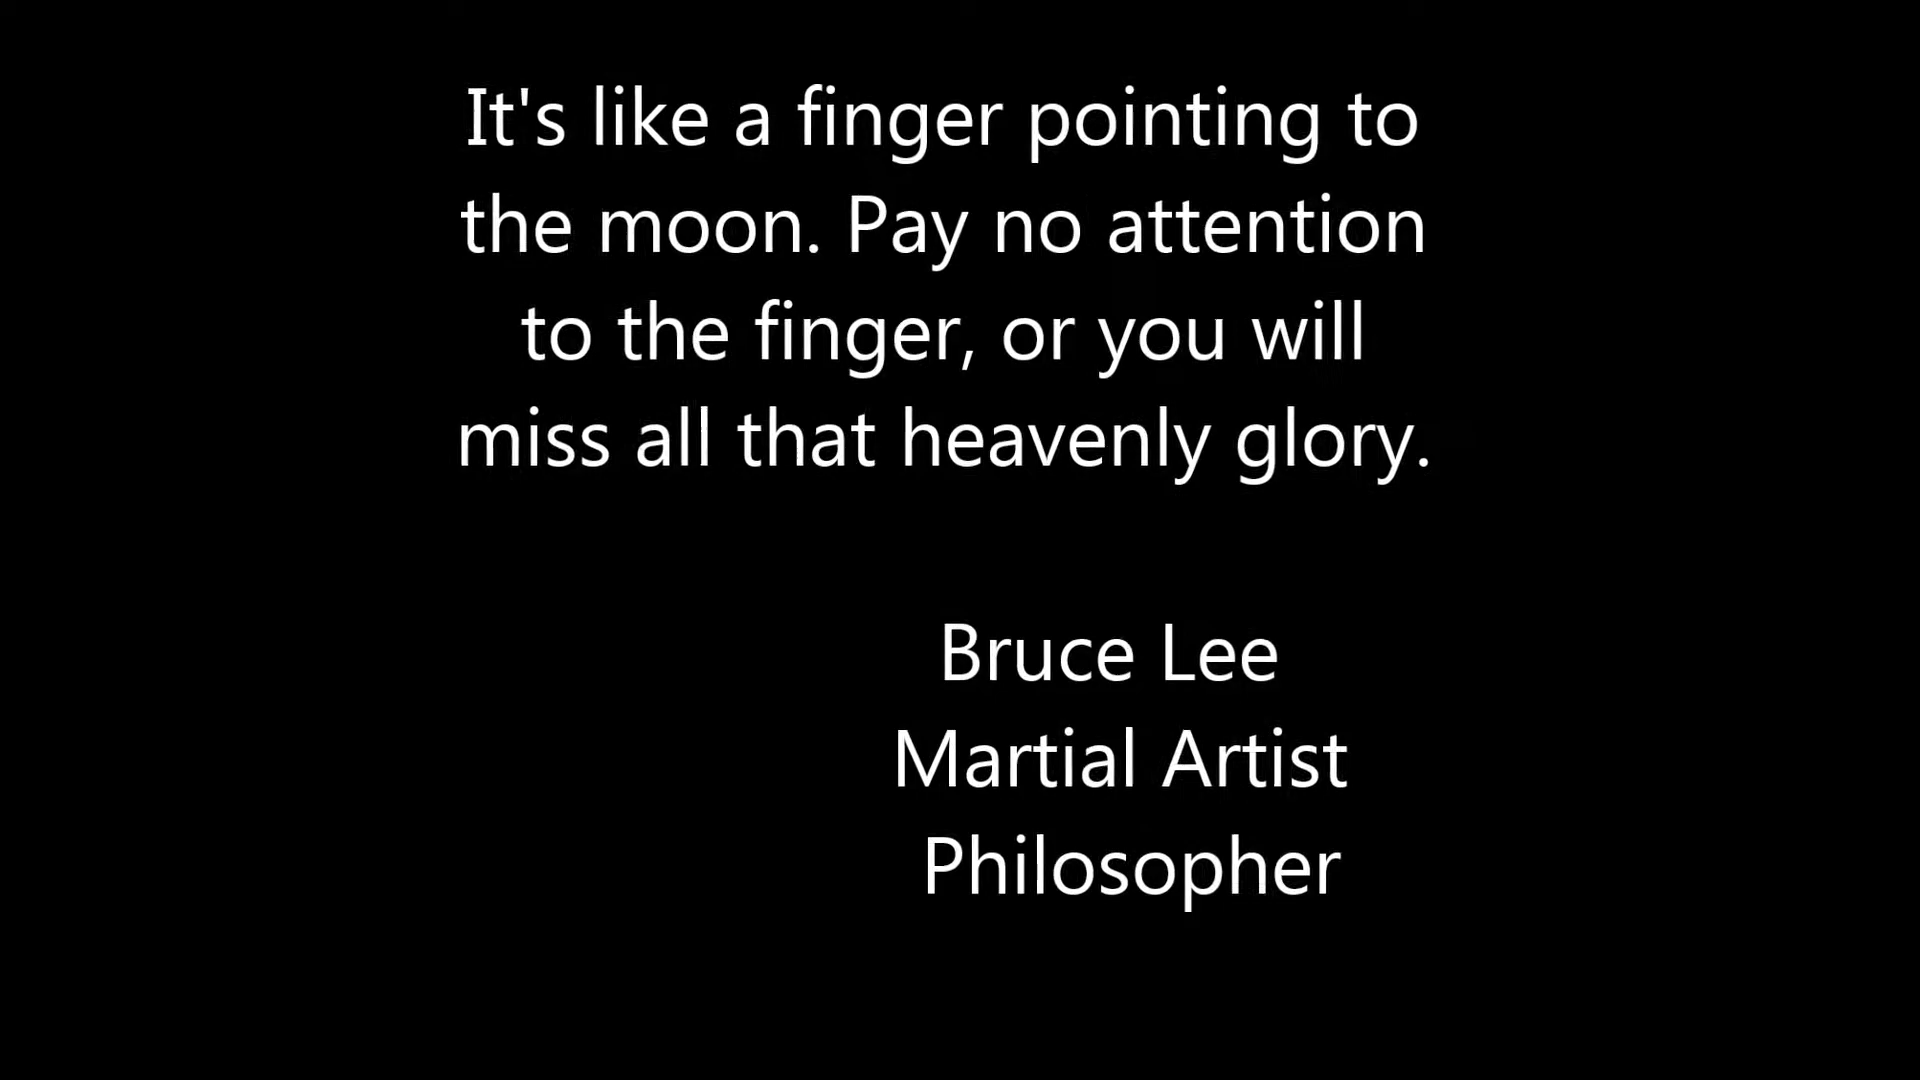 It's like a finger pointing to
the moon. Pay no attention
to the finger, or you will
miss all that heavenly glory.
Bruce Lee
Martial Artist
Philosopher